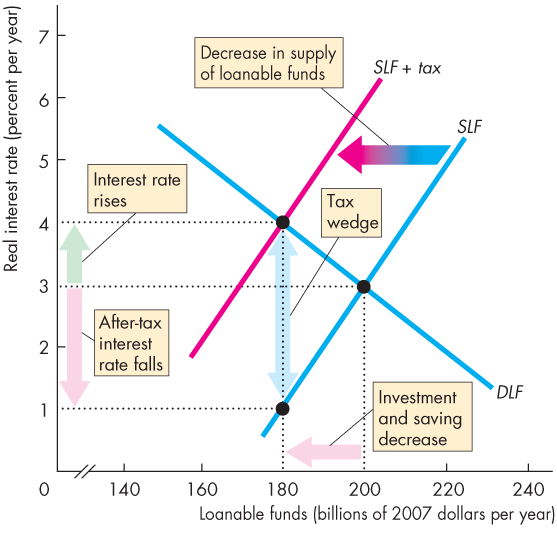 Real interest rate (percent per year)
7
6
5
4
3
2
1
0
Decrease in supply
of loanable funds
SLF + tax
SLF
Interest rate
rises
Tax
wedge
After-tax
interest
rate falls
Investment
and saving
decrease
DLF
140
160
180
200
220
240
Loanable funds (billions of 2007 dollars per year)